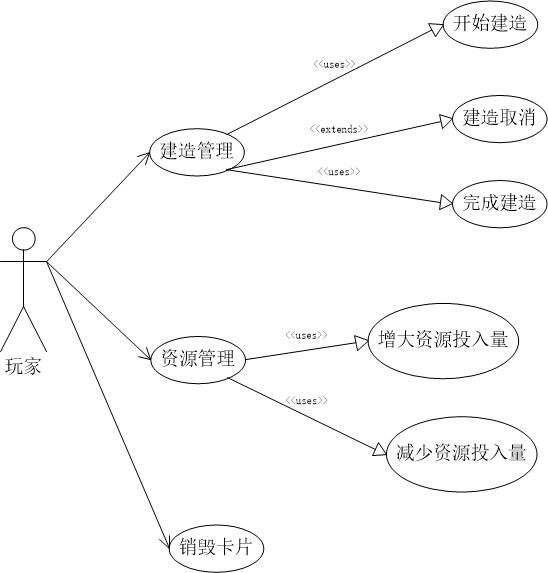 开始建造
<<uses>>
建造取消
<<extends>>
建造管理
<<uses>>
完成建造
玩家
<<uses>>
增大资源投入量
资源管理
<<uses>>
减少资源投入量
销毁卡片